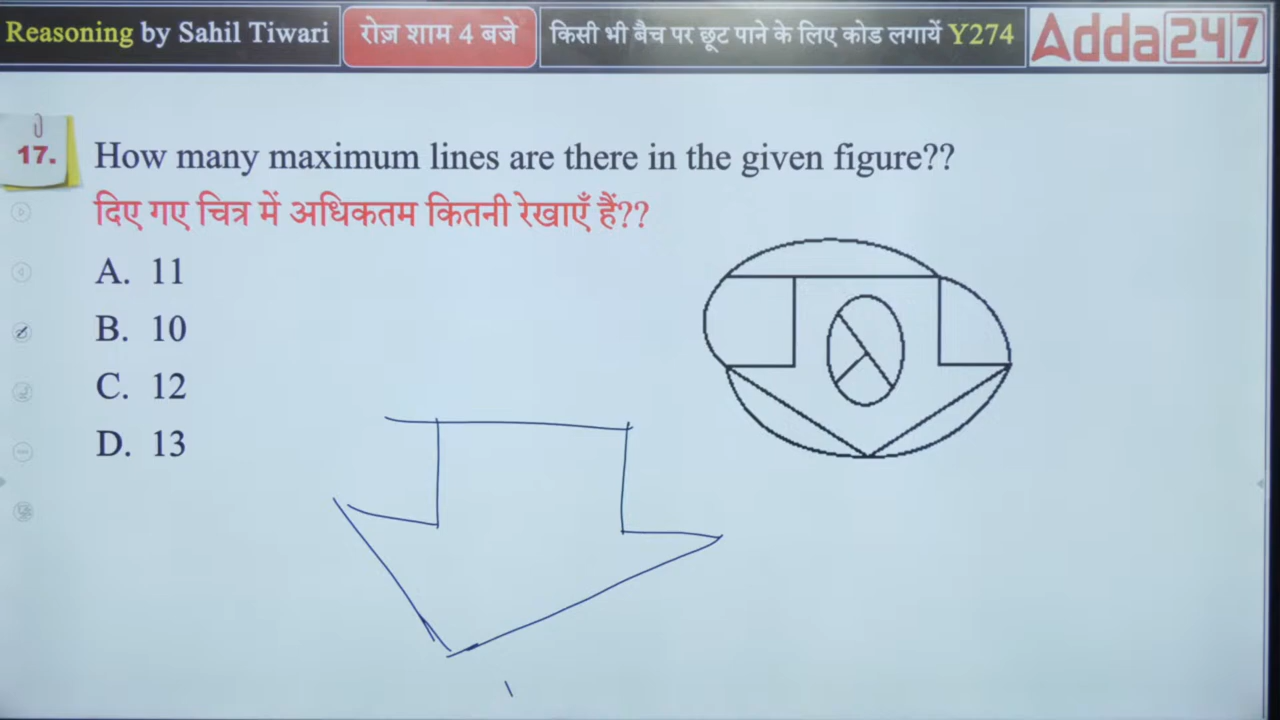 Reasoning by Sahil Tiwari
रोज़ शाम 4 बजे
किसी भी बैच पर छूट पाने के लिए कोड लगायें Y274
Adda247
17.
How many maximum lines are there in the given figure??
दिए गए चित्र में अधिकतम कितनी रेखाएँ हैं??
A. 11
B. 10
C. 12
D. 13